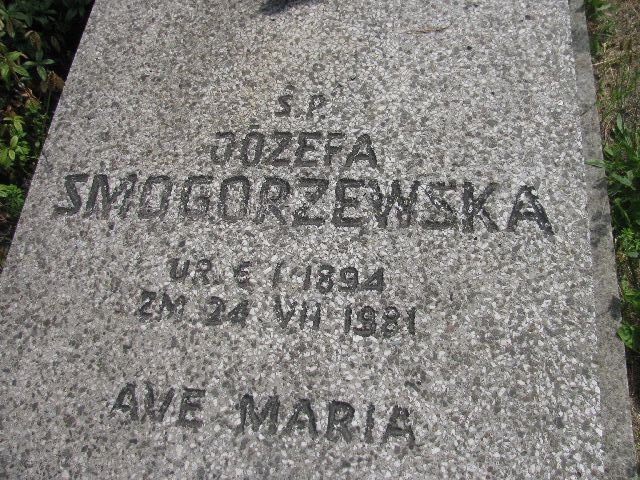 Ś.P.
JÓZEFA
SMOGORZEWSKA
UR. 6 I 1894
ZM 24 VII 1981
AVE MARIA